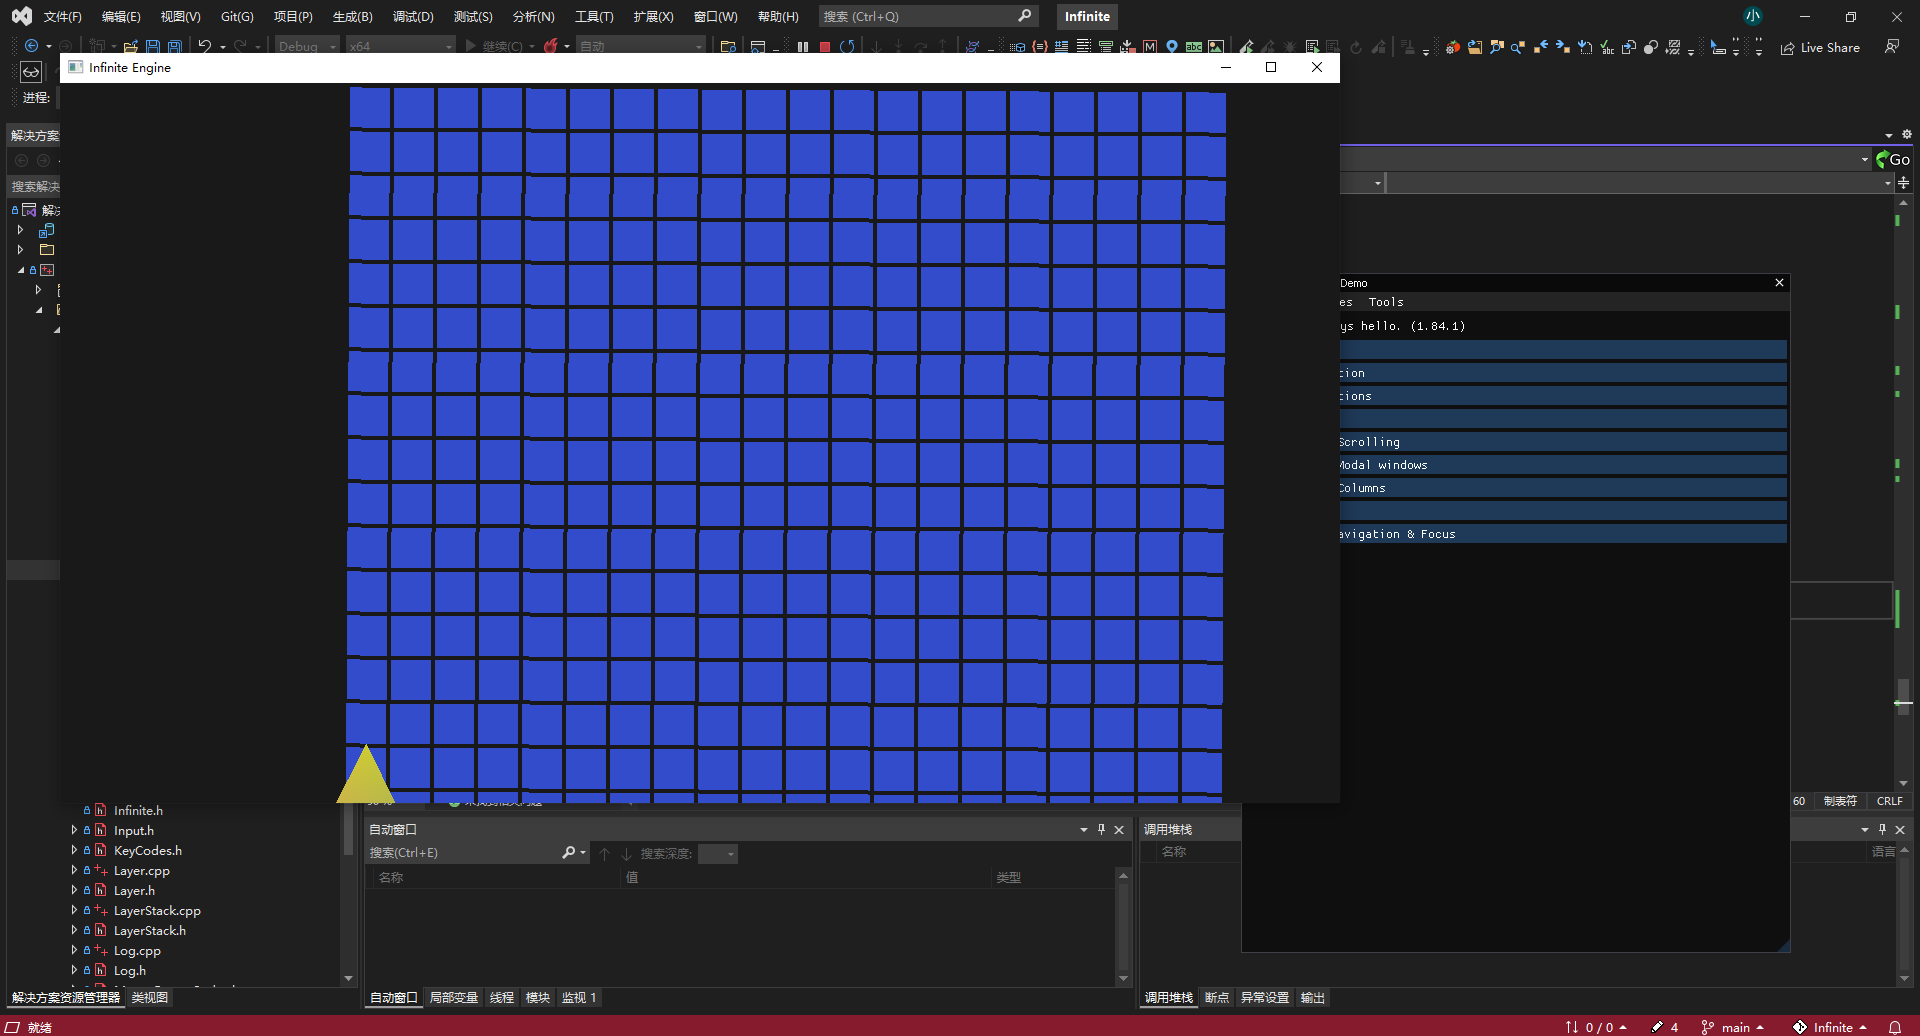 文件(F) 编辑(E) 视图(V) Git(G) 项目(P) 生成(B) 调试(D) 测试(S) 分析(N) 工具(T) 扩展(X) 窗口(W) 帮助(H) 搜索 (Ctrl+Q) Infinite 小
Debug x64 继续(C) 自动 Live Share
Infinite Engine
进程:
解决方案
Go
搜索解决
解决
Demo
es Tools
ys hello. (1.84.1)
tion
tions
Scrolling
Modal windows
Columns
avigation & Focus
60 制表符 CRLF
Infinite.h
Input.h
KeyCodes.h
Layer.cpp
Layer.h
LayerStack.cpp
LayerStack.h
Log.cpp
Log.h
解决方案资源管理器 类视图
自动窗口
搜索(Ctrl+E) 搜索深度:
名称 值 类型
自动窗口 局部变量 线程 模块 监视 1
调用堆栈
名称 语言
调用堆栈 断点 异常设置 输出
就绪 0 / 0 4 main Infinite